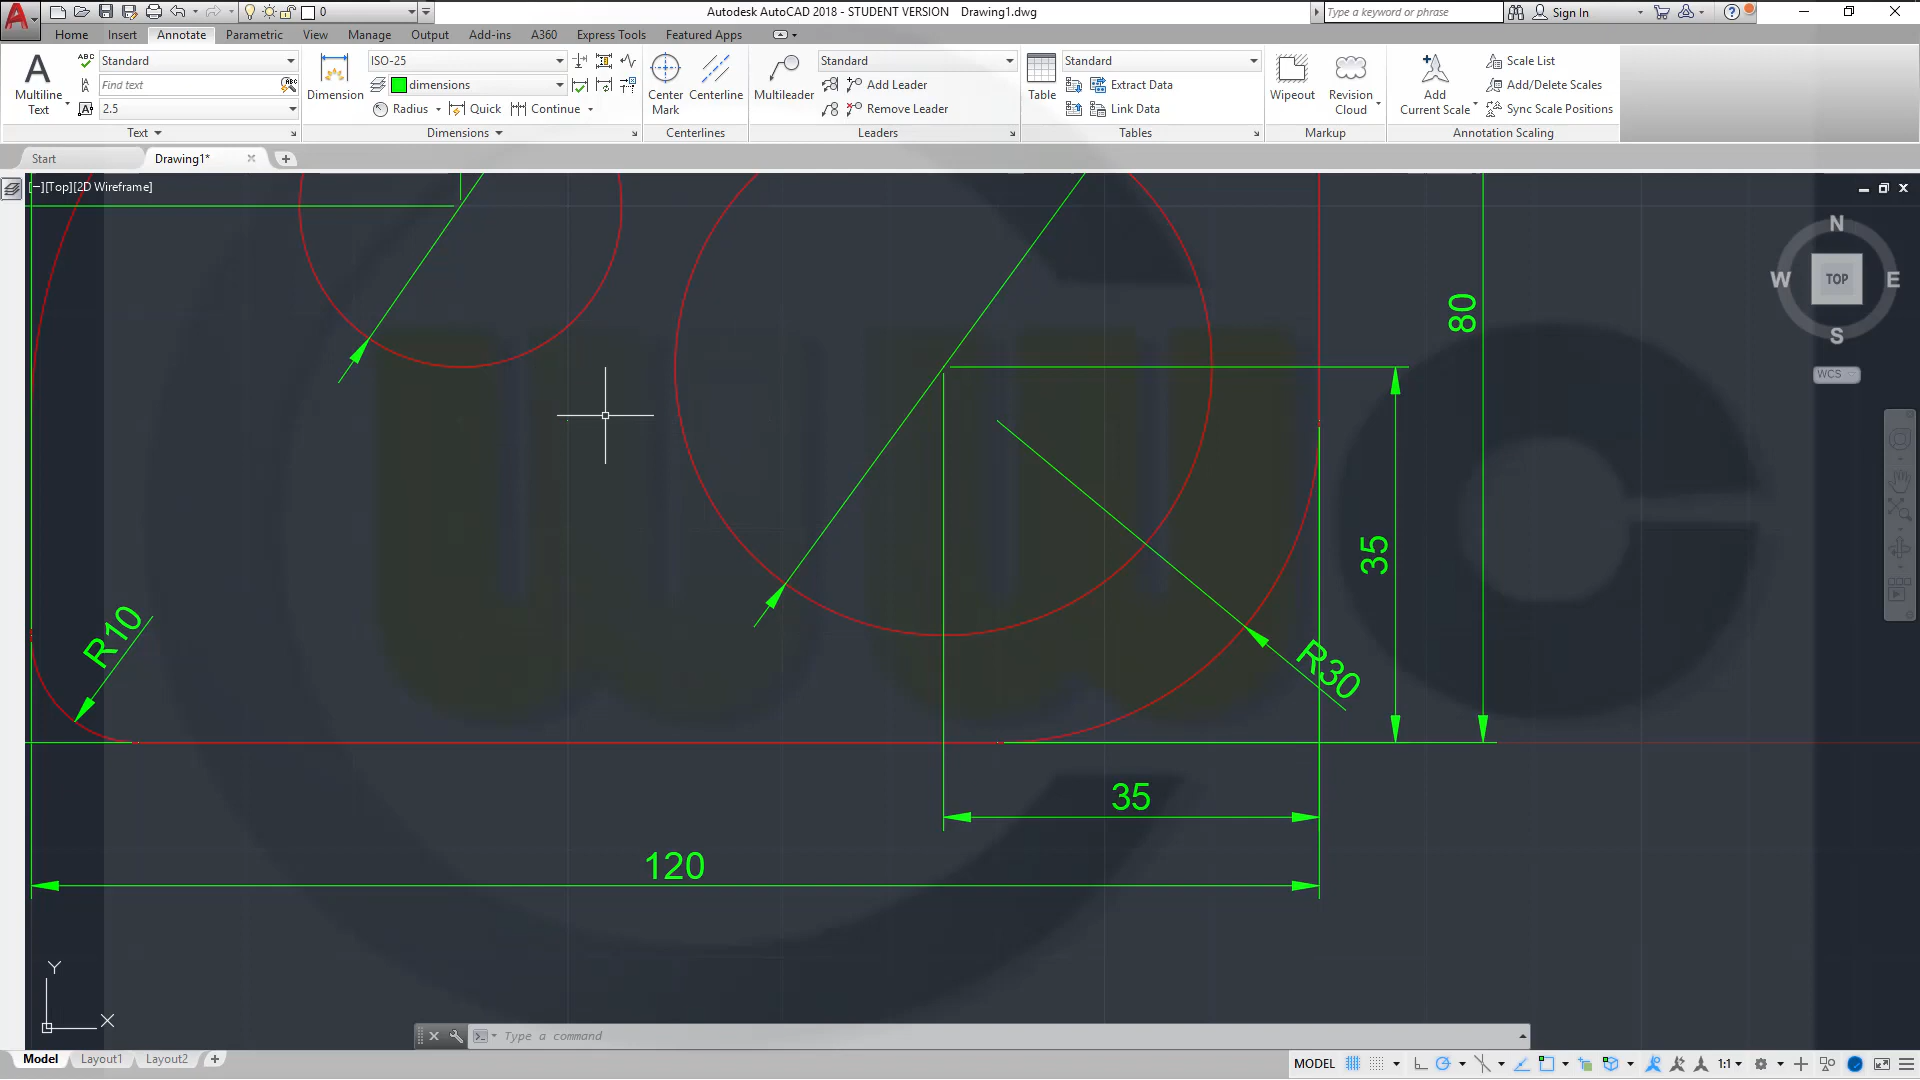 Autodesk AutoCAD 2018 - STUDENT VERSION Drawing1.dwg
0
Type a keyword or phrase
Sign In
Home Insert Annotate Parametric View Manage Output Add-ins A360 Express Tools Featured Apps
Multiline
Text
ABC
Standard
Find text
2.5
Text
Dimension
ISO-25
dimensions
Radius
Quick
Continue
Dimensions
Center
Mark
Centerline
Centerlines
Multileader
Standard
Add Leader
Remove Leader
Leaders
Table
Standard
Extract Data
Link Data
Tables
Wipeout
Revision
Cloud
Markup
Add
Current Scale
Scale List
Add/Delete Scales
Sync Scale Positions
Annotation Scaling
Start
Drawing1*
[−][Top][2D Wireframe]
N
W
TOP
E
S
WCS
80
35
R10
R30
35
120
Y
X
Type a command
Model
Layout1
Layout2
MODEL
1:1